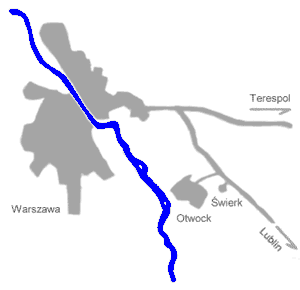 Terespol
Warszawa
Świerk
Otwock
Lublin